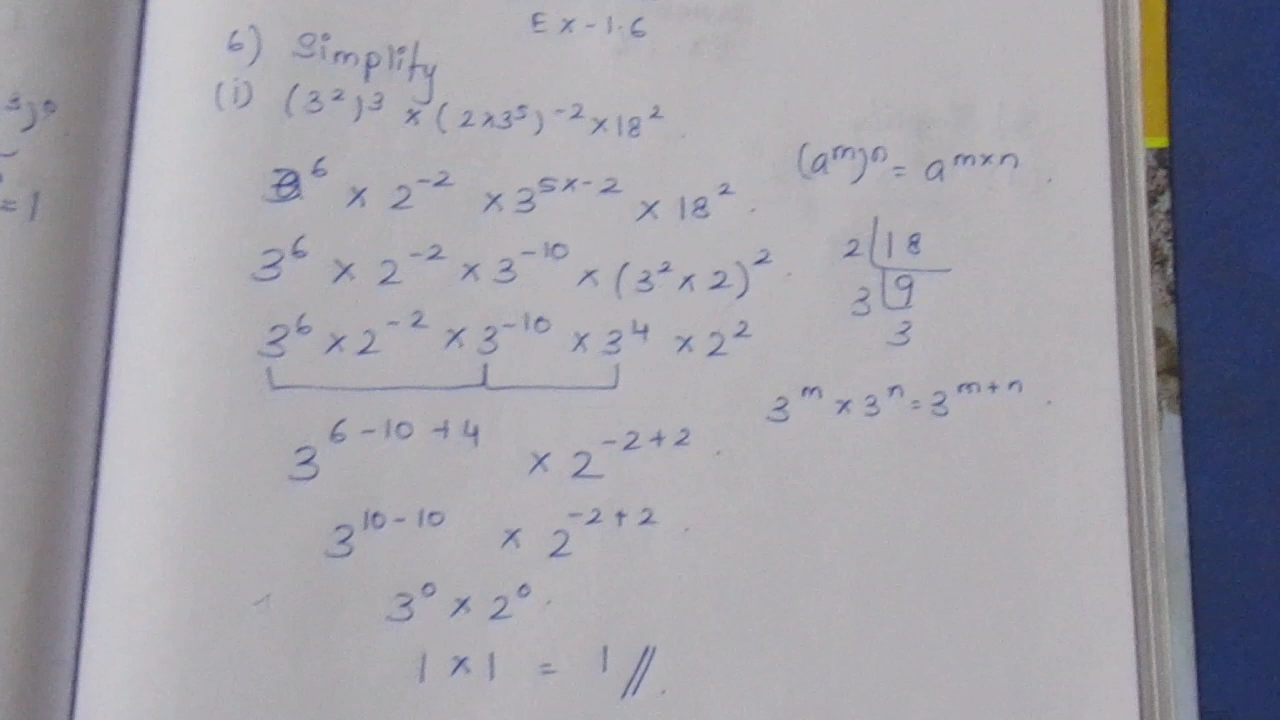 Ex-1.6
6) Simplify
(i) (3²)³ × (2×3⁵)⁻² × 18²
3⁶ × 2⁻² × 3⁵ˣ⁻² × 18².
(aᵐ)ⁿ = aᵐˣⁿ.
3⁶ × 2⁻² × 3⁻¹⁰ × (3² × 2)².
2 | 18
3 | 9
3
3⁶ × 2⁻² × 3⁻¹⁰ × 3⁴ × 2²
3ᵐ × 3ⁿ = 3ᵐ⁺ⁿ.
3⁶⁻¹⁰⁺⁴ × 2⁻²⁺².
3¹⁰⁻¹⁰ × 2⁻²⁺².
3⁰ × 2⁰.
1 × 1 = 1 //.
= 1